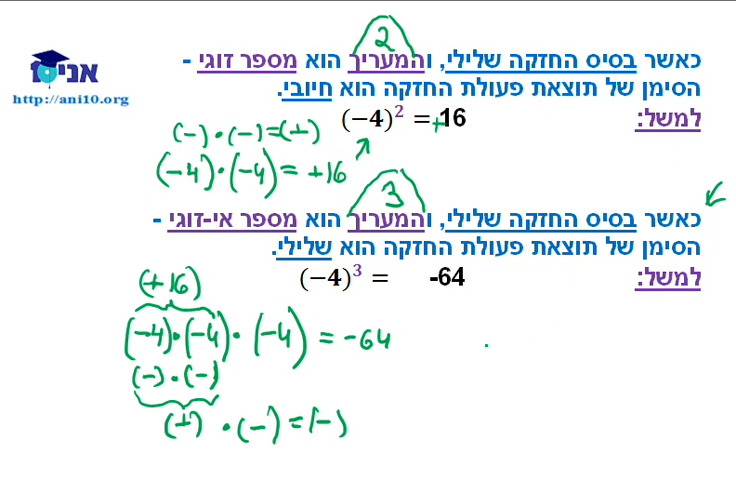 2
כאשר בסיס החזקה שלילי, והמעריך הוא מספר זוגי -
הסימן של תוצאת פעולת החזקה הוא חיובי.
למשל: (−4)² = +16
אני10
http://ani10.org
(-)·(-)=(+)
(-4)·(-4)=+16
3
כאשר בסיס החזקה שלילי, והמעריך הוא מספר אי-זוגי -
הסימן של תוצאת פעולת החזקה הוא שלילי.
למשל: (−4)³ = -64
(+16)
(-4)·(-4)·(-4)=-64
(-)·(-)
(+)·(-)=(-)